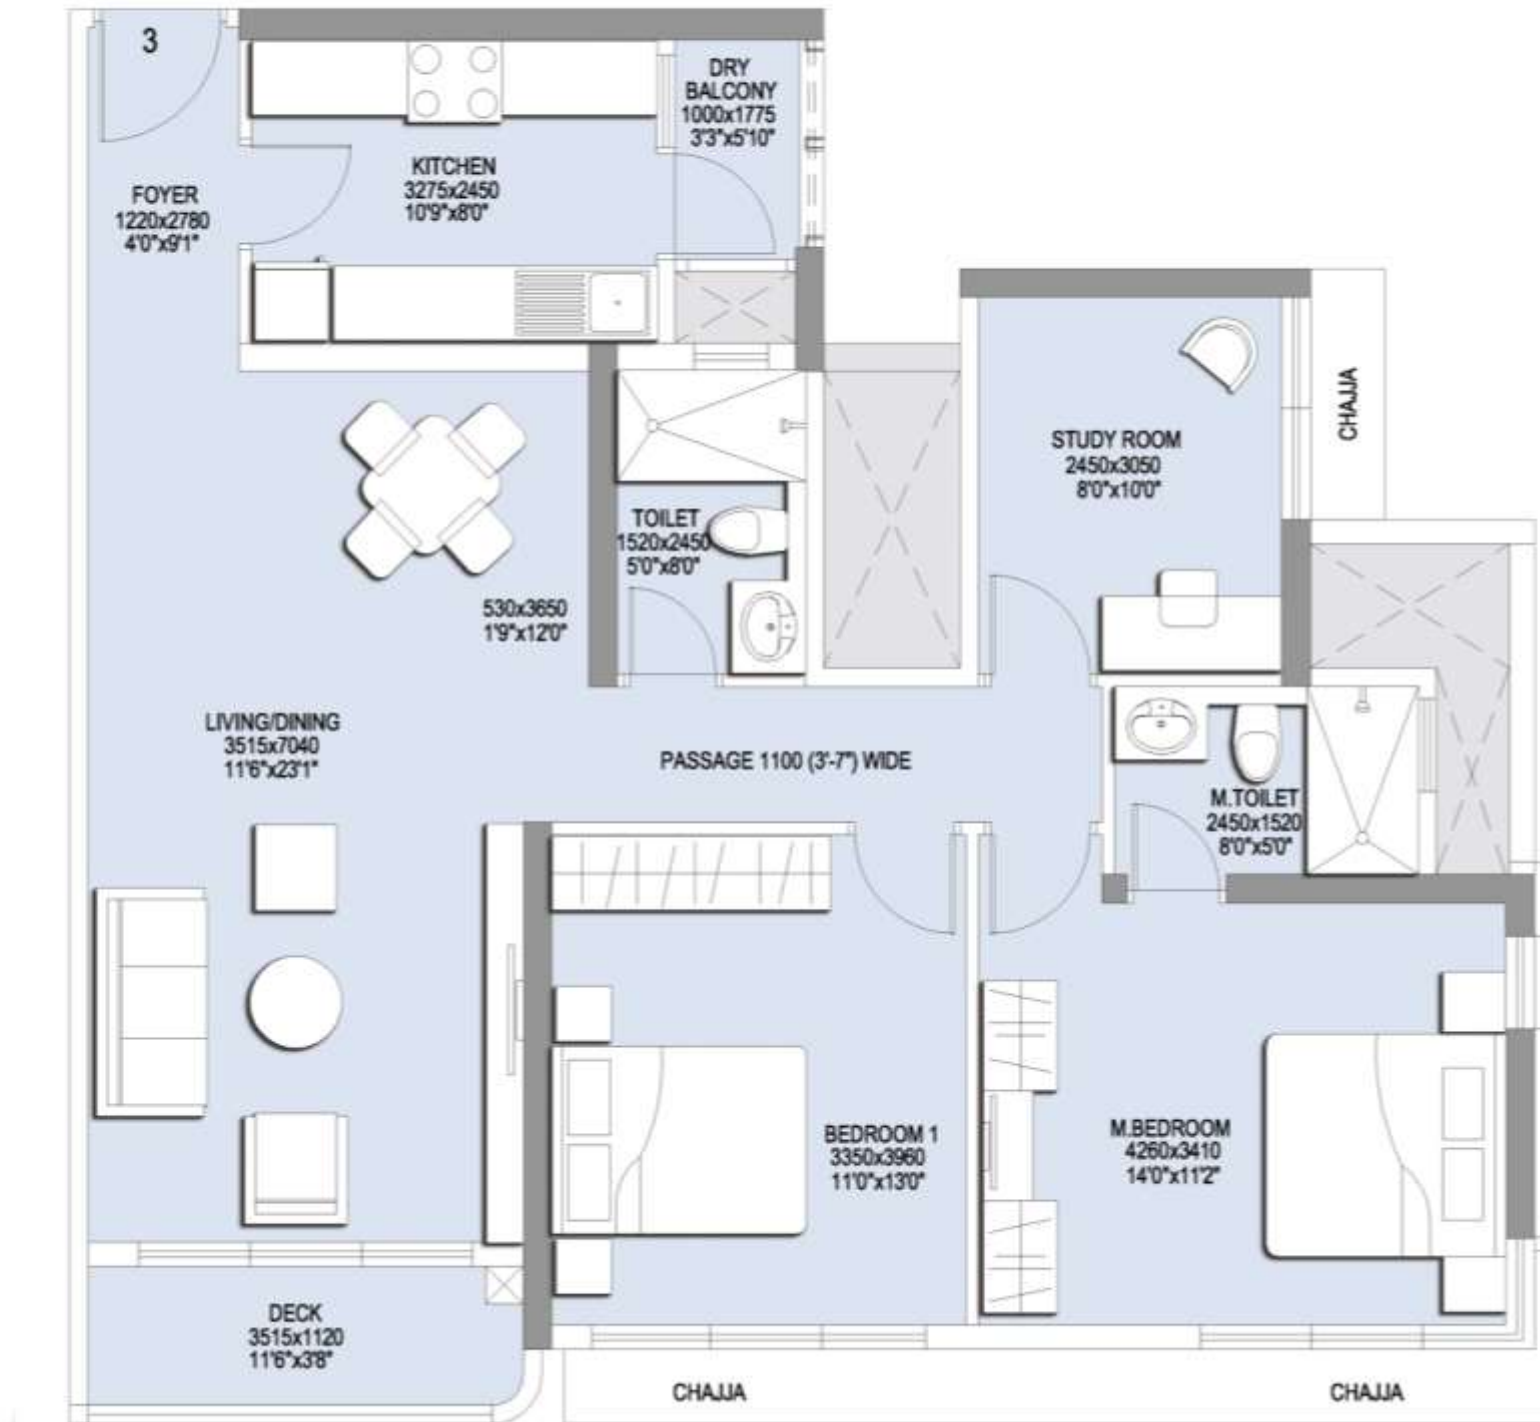 3
DRY
BALCONY
1000x1775
3'3"x5'10"
KITCHEN
3275x2450
10'9"x8'0"
FOYER
1220x2780
4'0"x9'1"
STUDY ROOM
2450x3050
8'0"x10'0"
CHAJJA
TOILET
1520x2450
5'0"x8'0"
530x3650
1'9"x12'0"
LIVING/DINING
3515x7040
11'6"x23'1"
PASSAGE 1100 (3'-7") WIDE
M.TOILET
2450x1520
8'0"x5'0"
BEDROOM 1
3350x3960
11'0"x13'0"
M.BEDROOM
4260x3410
14'0"x11'2"
DECK
3515x1120
11'6"x3'8"
CHAJJA
CHAJJA